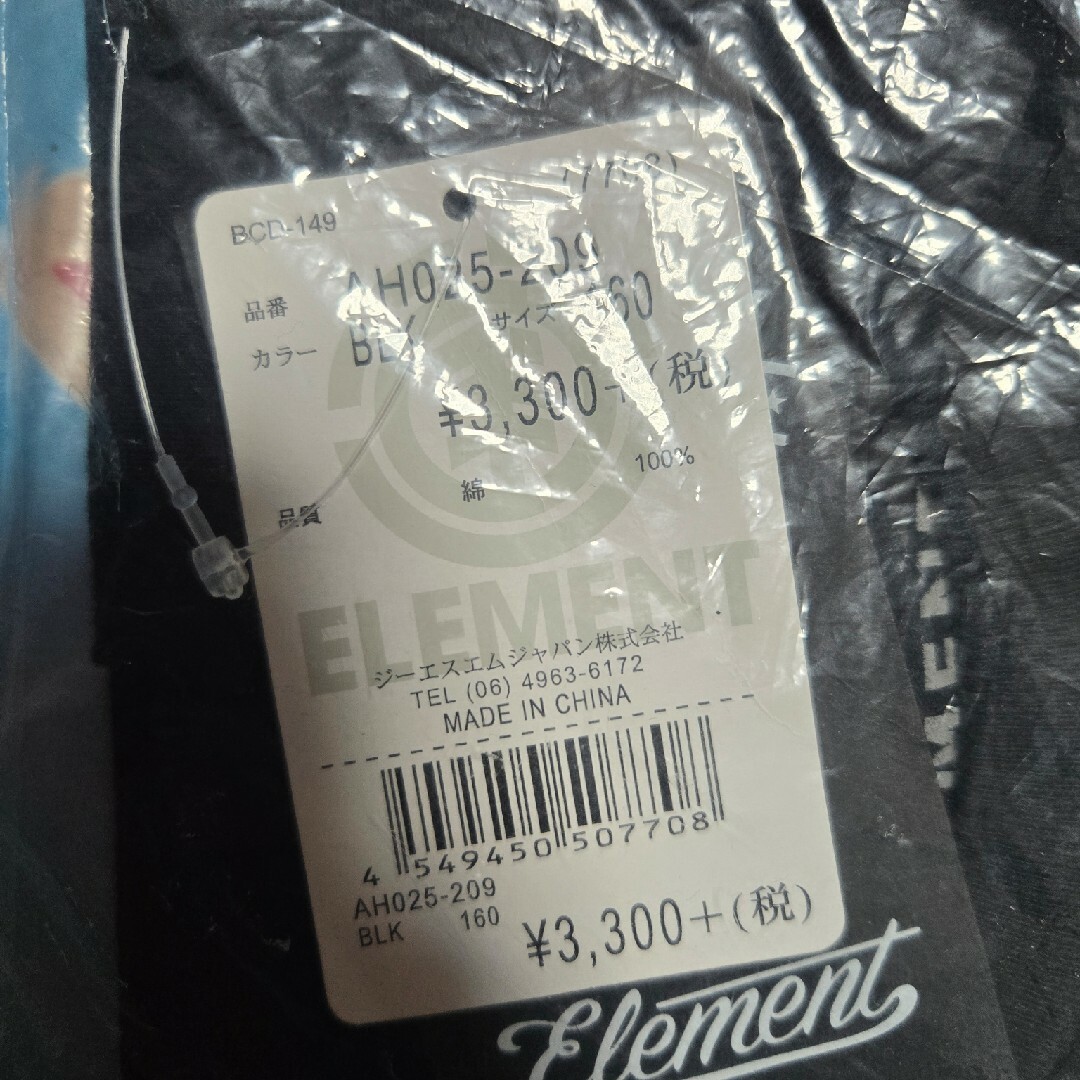 BCD-149
品番 AH025-209
カラー BLK サイズ 160
¥3,300+(税)
品質 綿 100%
ELEMENT
ジーエスエムジャパン株式会社
TEL (06) 4963-6172
MADE IN CHINA
4 549450 507708
AH025-209
BLK 160
¥3,300+(税)
Element